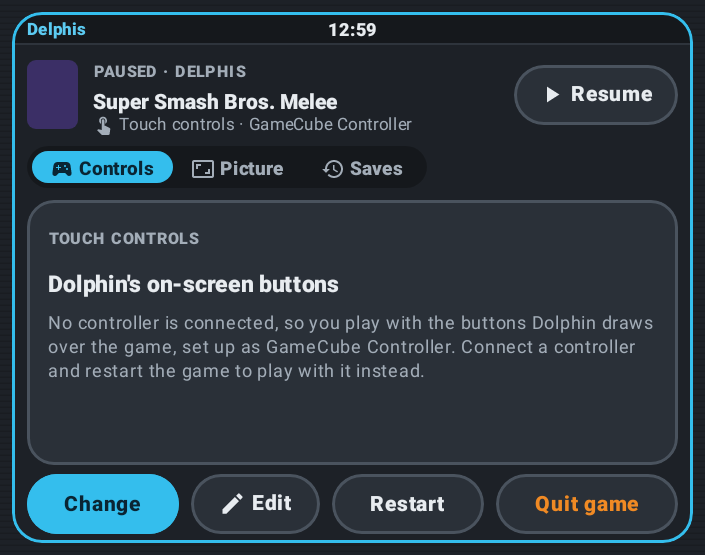 Delphis
12:59
PAUSED · DELPHIS
Super Smash Bros. Melee
Touch controls · GameCube Controller
Resume
Controls
Picture
Saves
TOUCH CONTROLS
Dolphin's on-screen buttons
No controller is connected, so you play with the buttons Dolphin draws
over the game, set up as GameCube Controller. Connect a controller
and restart the game to play with it instead.
Change
Edit
Restart
Quit game